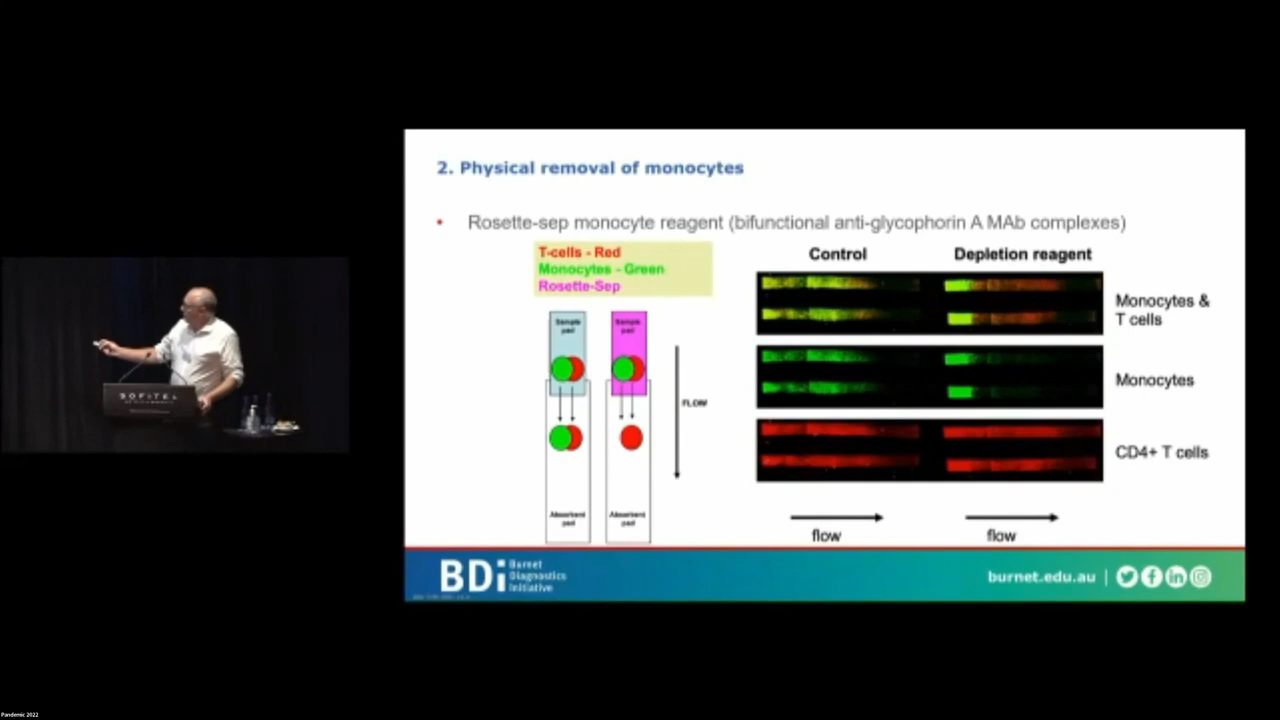 2. Physical removal of monocytes
• Rosette-sep monocyte reagent (bifunctional anti-glycophorin A MAb complexes)
T-cells - Red
Monocytes - Green
Rosette-Sep
Control
Depletion reagent
Sample
pad
Sample
pad
Monocytes &
T cells
Monocytes
FLOW
CD4+ T cells
Absorbent
pad
Absorbent
pad
flow
flow
SOFITEL
BDi
Burnet
Diagnostics
Initiative
burnet.edu.au
Pandemic 2022